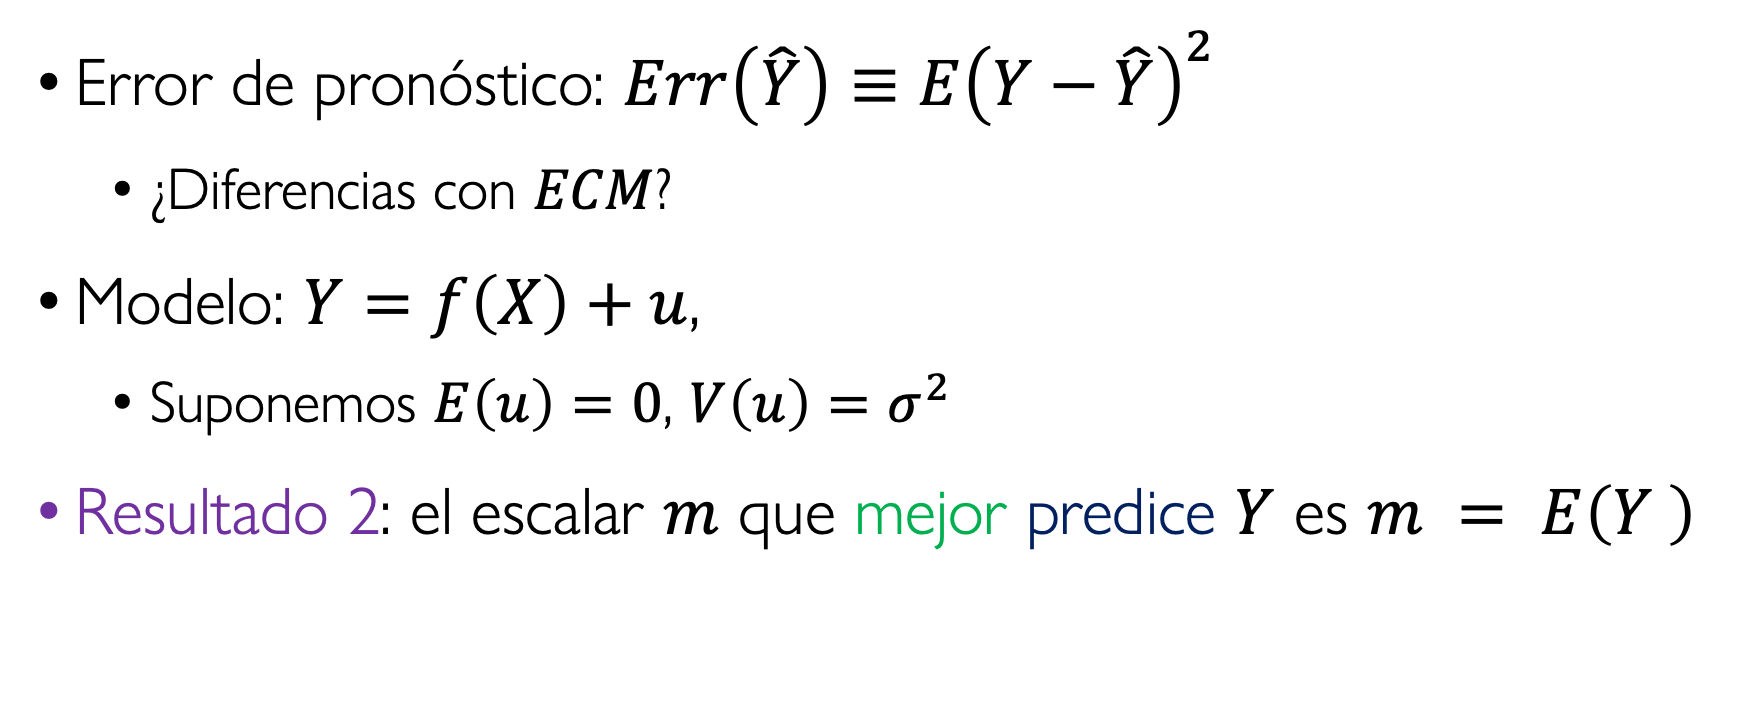 • Error de pronóstico: Err(Ŷ) ≡ E(Y − Ŷ)²
• ¿Diferencias con ECM?
• Modelo: Y = f(X) + u,
• Suponemos E(u) = 0, V(u) = σ²
• Resultado 2: el escalar m que mejor predice Y es m = E(Y )